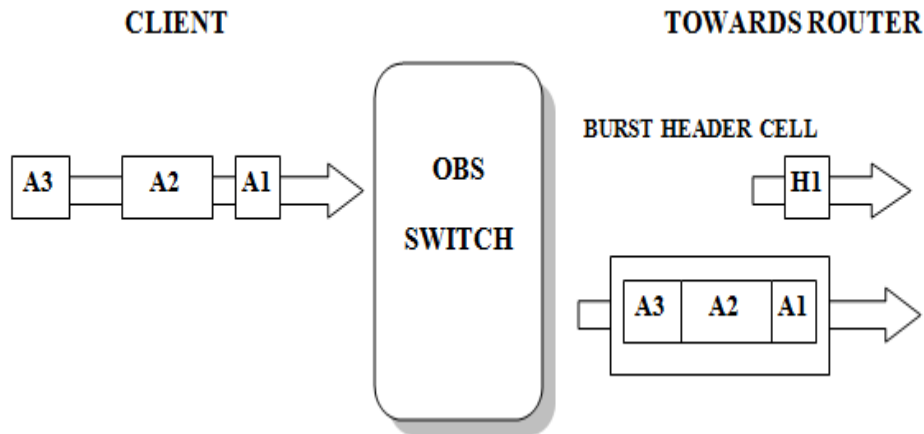 CLIENT
TOWARDS ROUTER
BURST HEADER CELL
A3 A2 A1
OBS
SWITCH
H1
A3 A2 A1